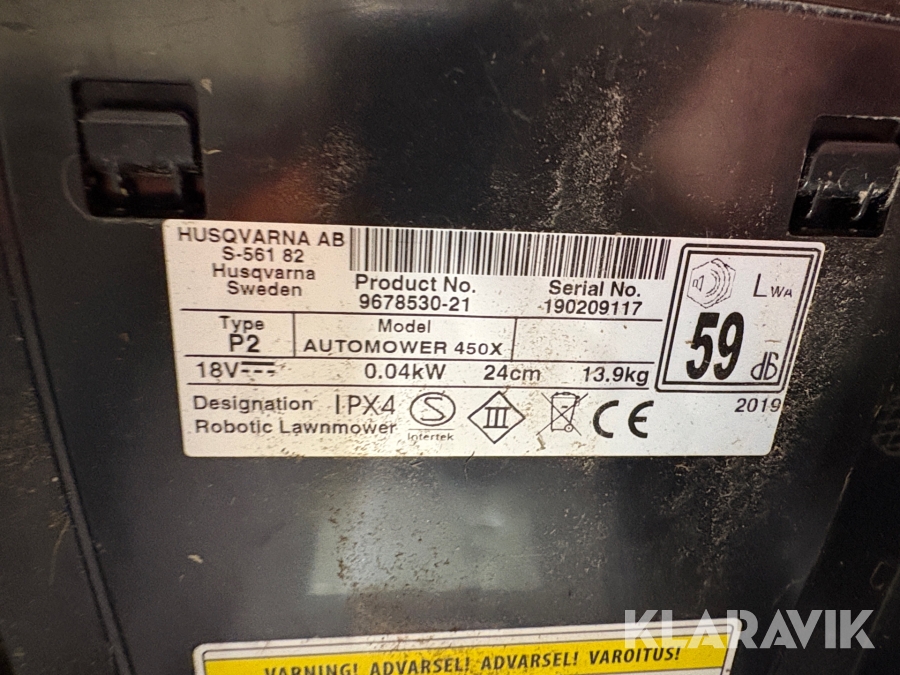 HUSQVARNA AB
S-561 82
Husqvarna
Sweden
Product No.
9678530-21
Serial No.
190209117
LWA
59 dB
Type
P2
Model
AUTOMOWER 450X
18V 0.04kW 24cm 13.9kg
Designation IPX4
Robotic Lawnmower
S
Intertek
III
CE
2019
KLARAVIK
VARNING! ADVARSEL! ADVARSEL! VAROITUS!